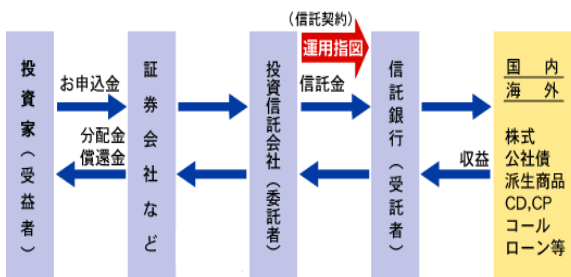 投資家（受益者）
お申込金
分配金
償還金
証券会社など
投資信託会社（委託者）
（信託契約）
運用指図
信託金
信託銀行（受託者）
収益
国　内
海　外
株式
公社債
派生商品
CD,CP
コール
ローン等